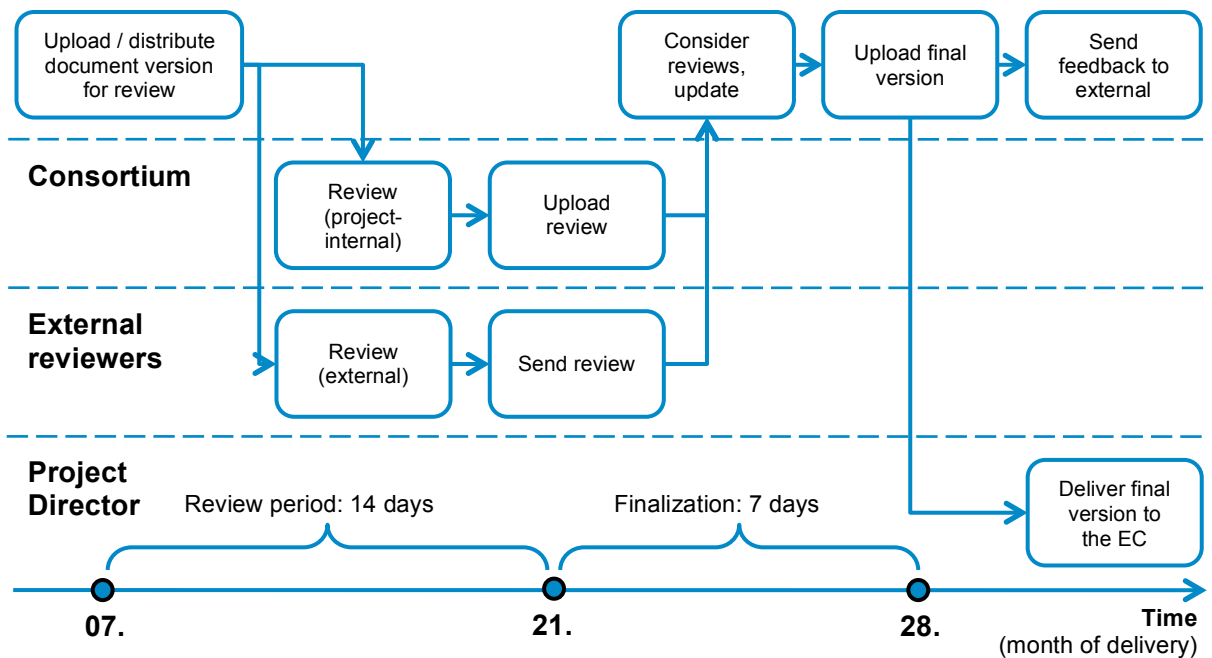 Upload / distribute
document version
for review
Consider
reviews,
update
Upload final
version
Send
feedback to
external
Consortium
Review
(project-
internal)
Upload
review
External
reviewers
Review
(external)
Send review
Project
Director
Review period: 14 days
Finalization: 7 days
Deliver final
version to
the EC
07.
21.
28.
Time
(month of delivery)